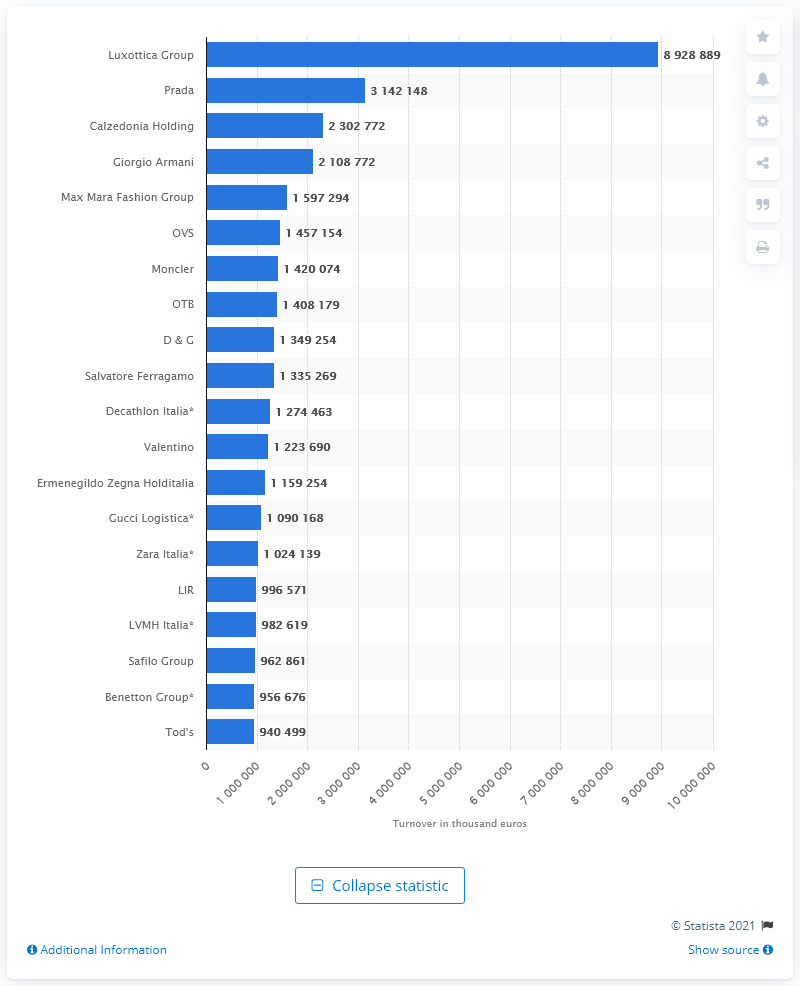 Luxottica Group 8 928 889
Prada 3 142 148
Calzedonia Holding 2 302 772
Giorgio Armani 2 108 772
Max Mara Fashion Group 1 597 294
OVS 1 457 154
Moncler 1 420 074
OTB 1 408 179
D & G 1 349 254
Salvatore Ferragamo 1 335 269
Decathlon Italia* 1 274 463
Valentino 1 223 690
Ermenegildo Zegna Holditalia 1 159 254
Gucci Logistica* 1 090 168
Zara Italia* 1 024 139
LIR 996 571
LVMH Italia* 982 619
Safilo Group 962 861
Benetton Group* 956 676
Tod's 940 499
0 1 000 000 2 000 000 3 000 000 4 000 000 5 000 000 6 000 000 7 000 000 8 000 000 9 000 000 10 000 000
Turnover in thousand euros
Collapse statistic
© Statista 2021
Additional Information Show source